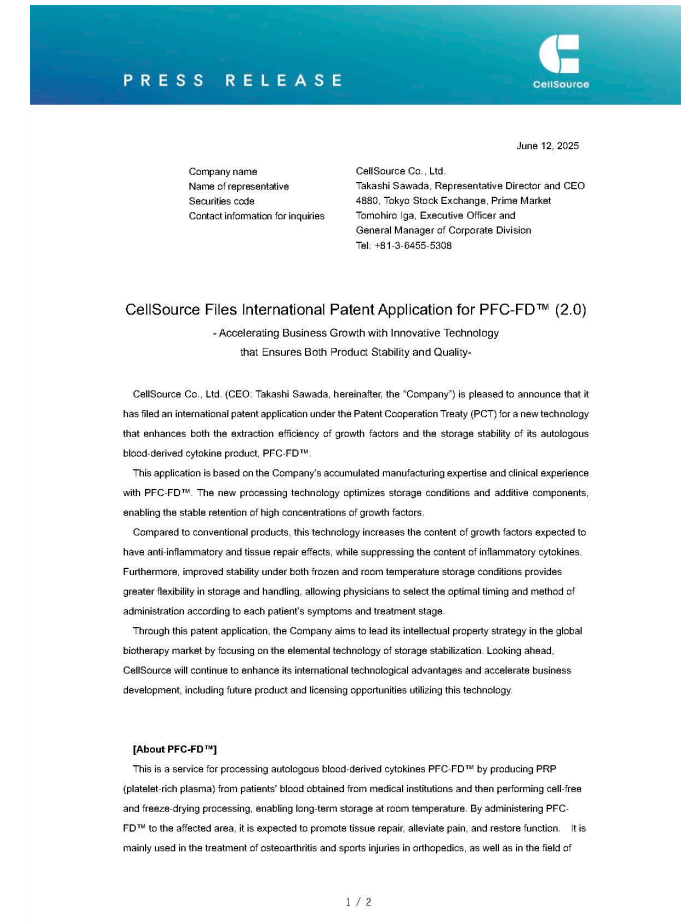 PRESS RELEASE
CellSource
June 12, 2025
Company name
CellSource Co., Ltd.
Name of representative
Takashi Sawada, Representative Director and CEO
Securities code
4880, Tokyo Stock Exchange, Prime Market
Contact information for inquiries
Tomohiro Iga, Executive Officer and
General Manager of Corporate Division
Tel: +81-3-6455-5308
CellSource Files International Patent Application for PFC-FD™ (2.0)
- Accelerating Business Growth with Innovative Technology
that Ensures Both Product Stability and Quality-
CellSource Co., Ltd. (CEO: Takashi Sawada, hereinafter, the “Company”) is pleased to announce that it
has filed an international patent application under the Patent Cooperation Treaty (PCT) for a new technology
that enhances both the extraction efficiency of growth factors and the storage stability of its autologous
blood-derived cytokine product, PFC-FD™.
This application is based on the Company’s accumulated manufacturing expertise and clinical experience
with PFC-FD™. The new processing technology optimizes storage conditions and additive components,
enabling the stable retention of high concentrations of growth factors.
Compared to conventional products, this technology increases the content of growth factors expected to
have anti-inflammatory and tissue repair effects, while suppressing the content of inflammatory cytokines.
Furthermore, improved stability under both frozen and room temperature storage conditions provides
greater flexibility in storage and handling, allowing physicians to select the optimal timing and method of
administration according to each patient’s symptoms and treatment stage.
Through this patent application, the Company aims to lead its intellectual property strategy in the global
biotherapy market by focusing on the elemental technology of storage stabilization. Looking ahead,
CellSource will continue to enhance its international technological advantages and accelerate business
development, including future product and licensing opportunities utilizing this technology.
[About PFC-FD™]
This is a service for processing autologous blood-derived cytokines PFC-FD™ by producing PRP
(platelet-rich plasma) from patients’ blood obtained from medical institutions and then performing cell-free
and freeze-drying processing, enabling long-term storage at room temperature. By administering PFC-
FD™ to the affected area, it is expected to promote tissue repair, alleviate pain, and restore function. It is
mainly used in the treatment of osteoarthritis and sports injuries in orthopedics, as well as in the field of
1 / 2